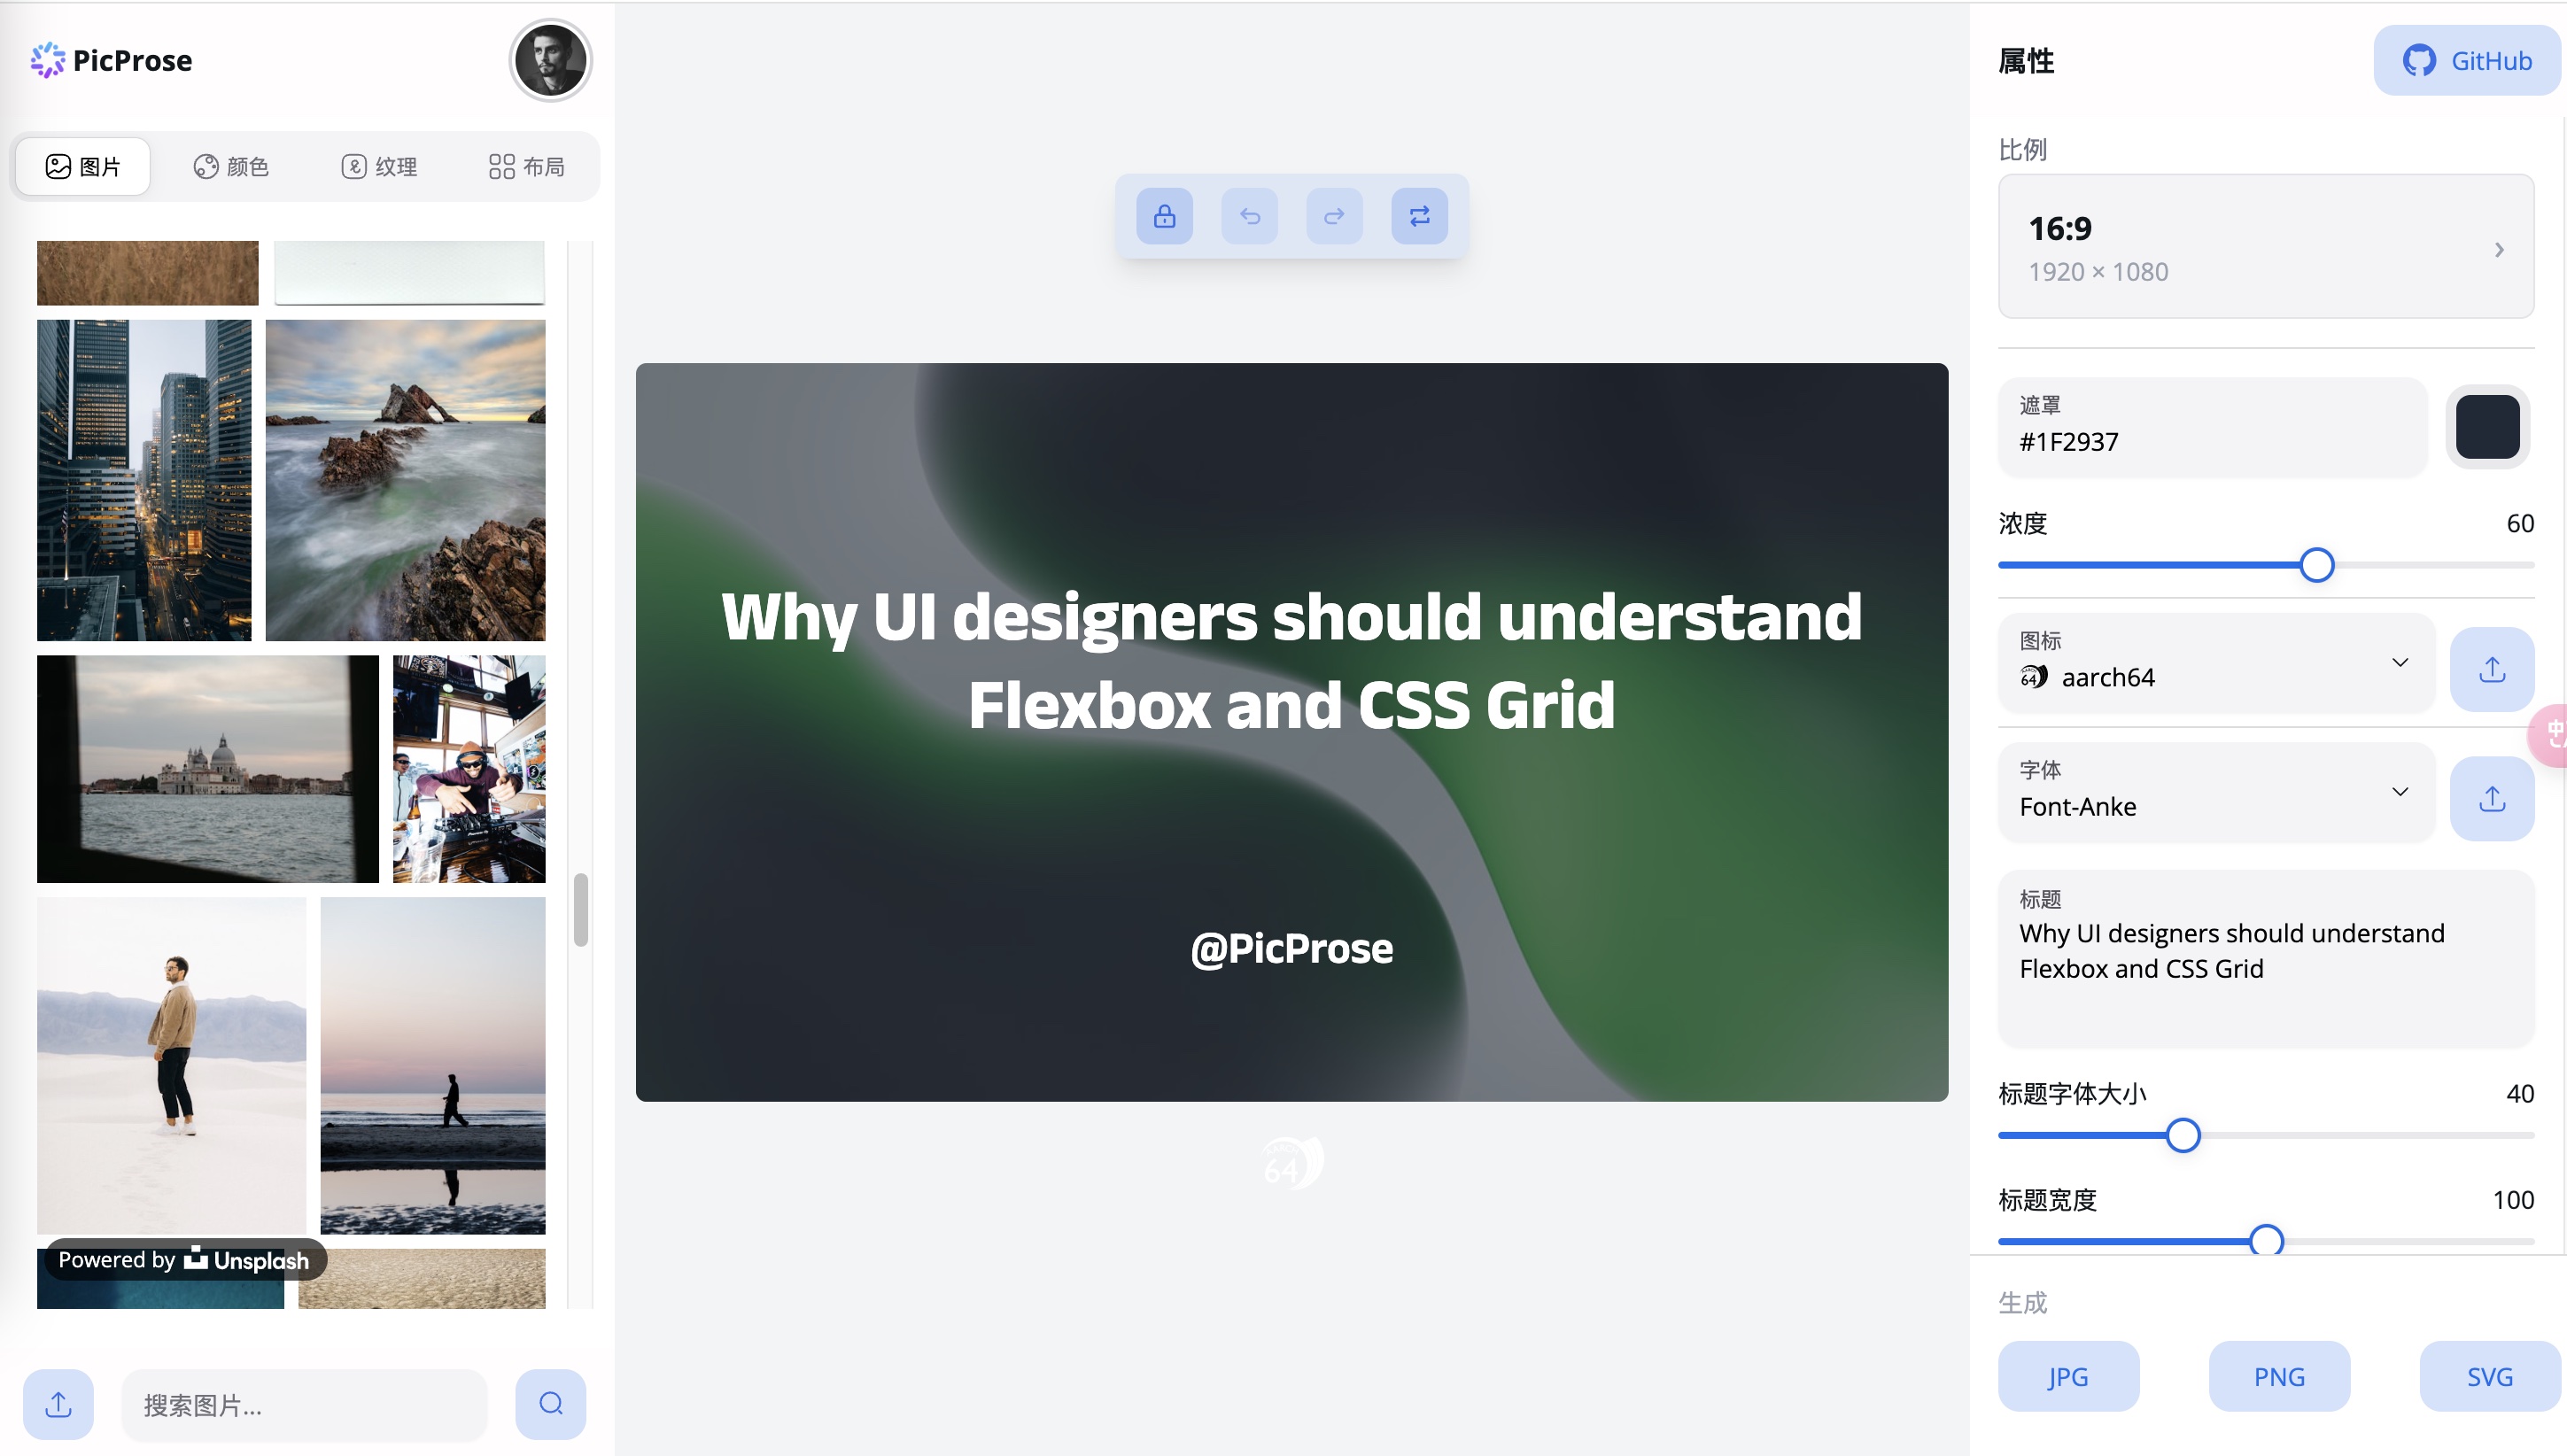 PicProse
图片
颜色
纹理
布局
Powered by Unsplash
搜索图片...
Why UI designers should understand
Flexbox and CSS Grid
@PicProse
AARCH
64
属性
GitHub
比例
16:9
1920 × 1080
遮罩
#1F2937
浓度
60
图标
aarch64
字体
Font-Anke
标题
Why UI designers should understand
Flexbox and CSS Grid
标题字体大小
40
标题宽度
100
生成
JPG
PNG
SVG